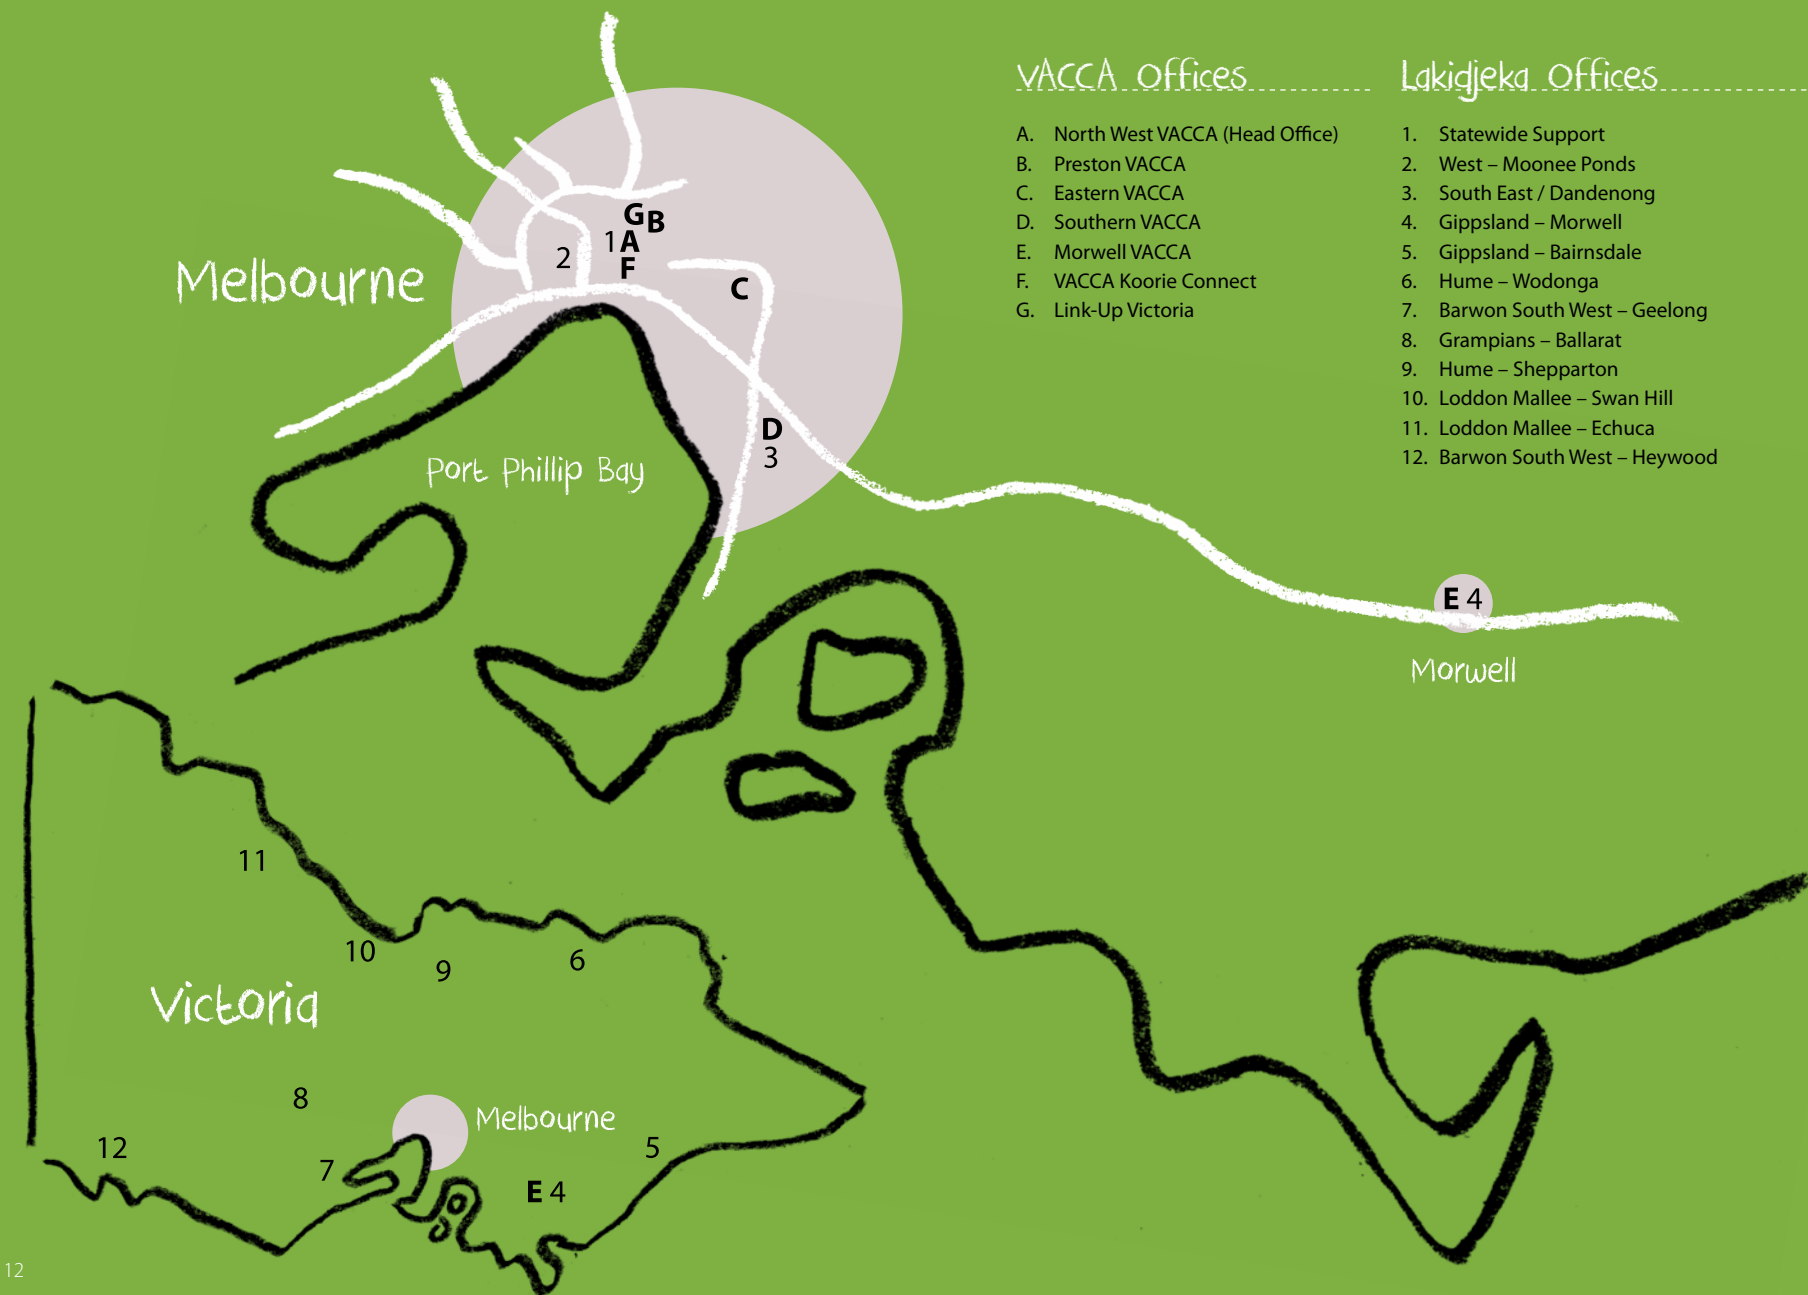 VACCA Offices
A. North West VACCA (Head Office)
B. Preston VACCA
C. Eastern VACCA
D. Southern VACCA
E. Morwell VACCA
F. VACCA Koorie Connect
G. Link-Up Victoria
Lakidjeka Offices
1. Statewide Support
2. West – Moonee Ponds
3. South East / Dandenong
4. Gippsland – Morwell
5. Gippsland – Bairnsdale
6. Hume – Wodonga
7. Barwon South West – Geelong
8. Grampians – Ballarat
9. Hume – Shepparton
10. Loddon Mallee – Swan Hill
11. Loddon Mallee – Echuca
12. Barwon South West – Heywood
G B
1 A
2
F
Melbourne
C
D
3
Port Phillip Bay
E 4
Morwell
11
10
9
6
Victoria
8
Melbourne
12
5
7
E 4
12